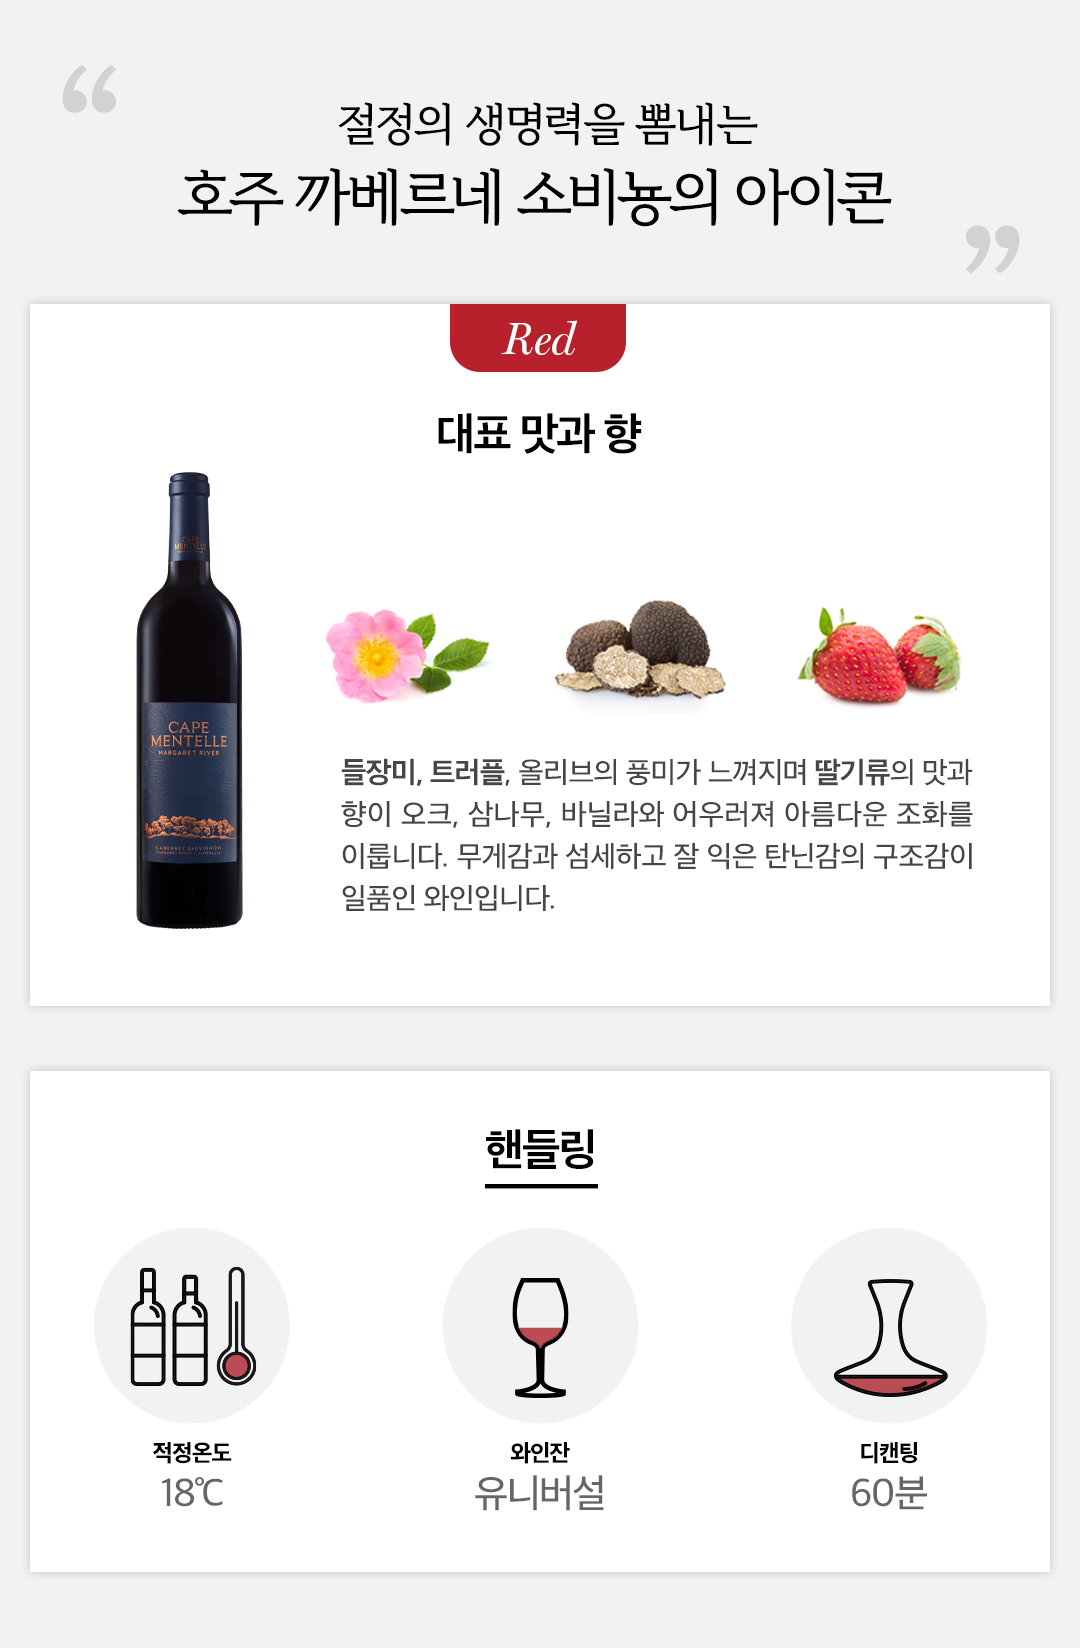 “
절정의 생명력을 뽐내는
호주 까베르네 소비뇽의 아이콘
”
Red
대표 맛과 향
CAPE
MENTELLE
CAPE
MENTELLE
MARGARET RIVER
CABERNET SAUVIGNON
MARGARET RIVER · AUSTRALIA
들장미, 트러플, 올리브의 풍미가 느껴지며 딸기류의 맛과
향이 오크, 삼나무, 바닐라와 어우러져 아름다운 조화를
이룹니다. 무게감과 섬세하고 잘 익은 탄닌감의 구조감이
일품인 와인입니다.
핸들링
적정온도
18℃
와인잔
유니버설
디캔팅
60분